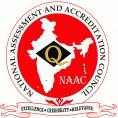 NATIONAL ASSESSMENT AND ACCREDITATION COUNCIL
Q
NAAC
EXCELLENCE • CREDIBILITY • RELEVANCE